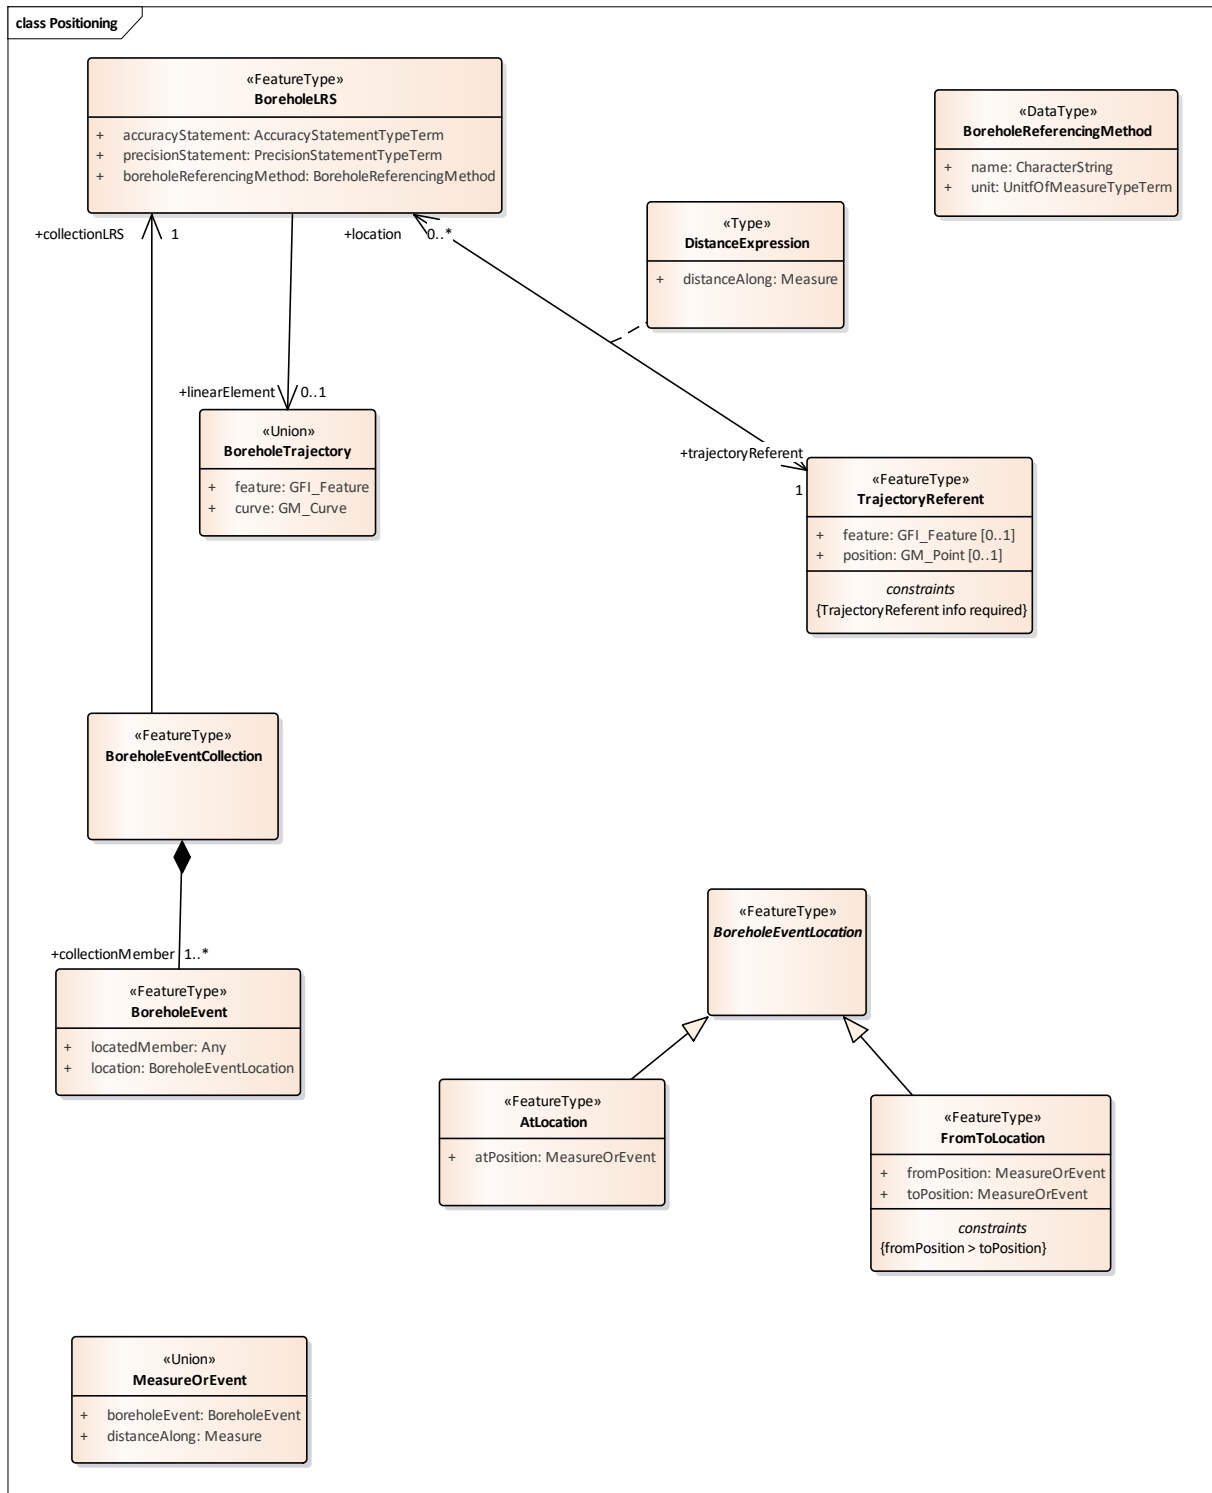 class Positioning
«FeatureType»
BoreholeLRS
+ accuracyStatement: AccuracyStatementTypeTerm
+ precisionStatement: PrecisionStatementTypeTerm
+ boreholeReferencingMethod: BoreholeReferencingMethod
«DataType»
BoreholeReferencingMethod
+ name: CharacterString
+ unit: UnitfOfMeasureTypeTerm
+collectionLRS 1
+location 0..*
«Type»
DistanceExpression
+ distanceAlong: Measure
+linearElement 0..1
«Union»
BoreholeTrajectory
+ feature: GFI_Feature
+ curve: GM_Curve
+trajectoryReferent
1
«FeatureType»
TrajectoryReferent
+ feature: GFI_Feature [0..1]
+ position: GM_Point [0..1]
constraints
{TrajectoryReferent info required}
«FeatureType»
BoreholeEventCollection
+collectionMember 1..*
«FeatureType»
BoreholeEvent
+ locatedMember: Any
+ location: BoreholeEventLocation
«FeatureType»
BoreholeEventLocation
«FeatureType»
AtLocation
+ atPosition: MeasureOrEvent
«FeatureType»
FromToLocation
+ fromPosition: MeasureOrEvent
+ toPosition: MeasureOrEvent
constraints
{fromPosition > toPosition}
«Union»
MeasureOrEvent
+ boreholeEvent: BoreholeEvent
+ distanceAlong: Measure